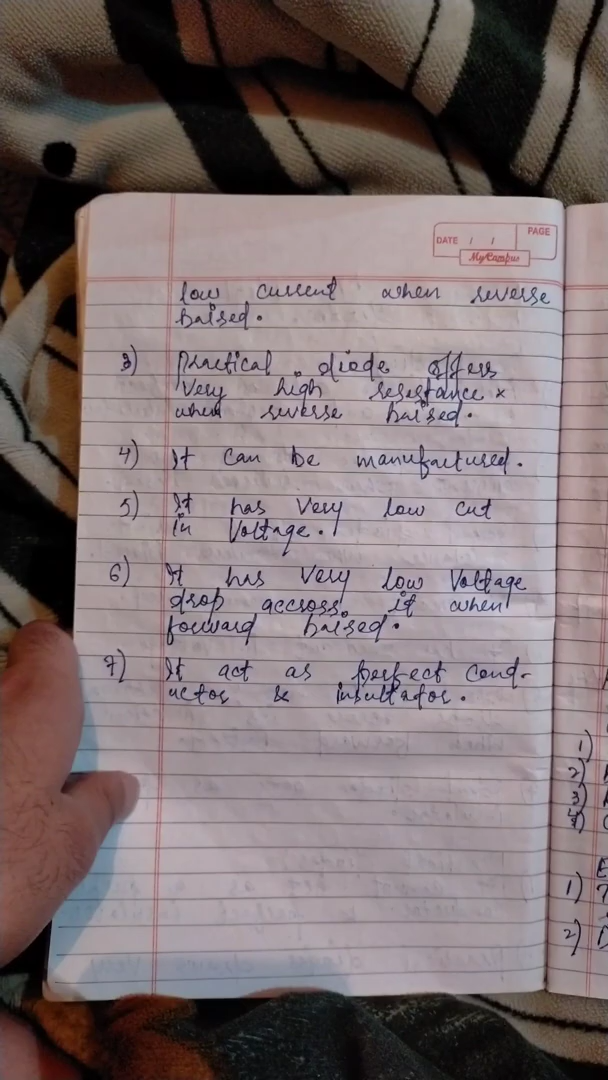 DATE / /
PAGE
MyCampus
low current when reverse
baised.
3) Practical diode offers
Very high resestance x
when reverse baised.
4) It can be manufactured.
5) It has Very low cut
in Voltage.
6) It has Very low Voltage
drop accross it when
forward baised.
7) It act as perfect cond-
uctor & insultator.
1)
2)
3)
1)
2)